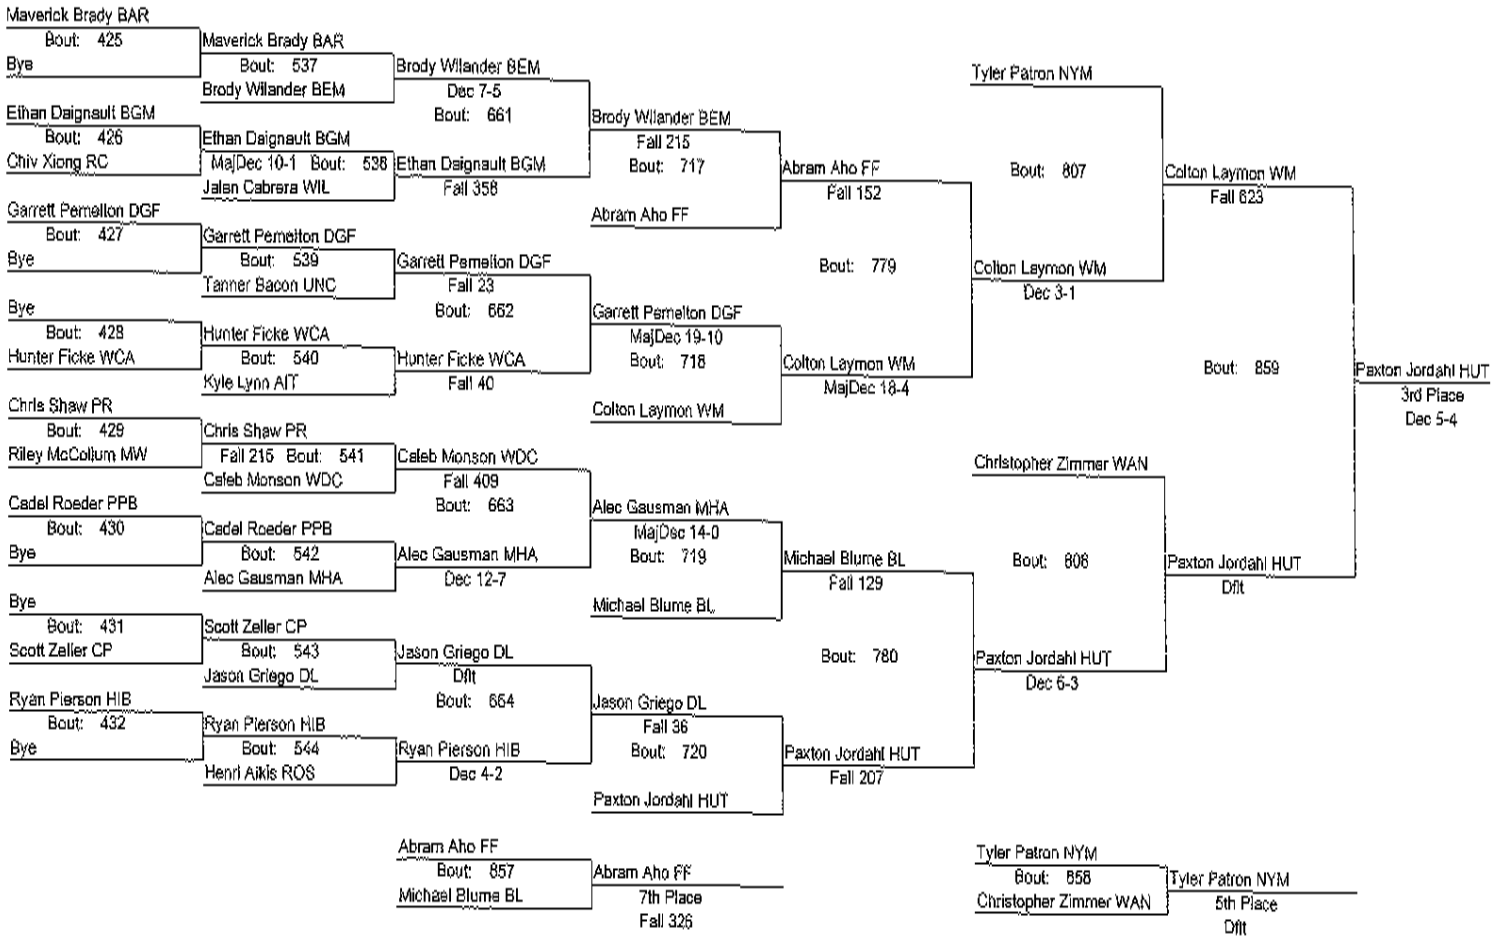 Maverick Brady BAR
Bout: 425
Bye
Ethan Daignault BGM
Bout: 426
Chiv Xiong RC
Garrett Pemelton DGF
Bout: 427
Bye
Bye
Bout: 428
Hunter Ficke WCA
Chris Shaw PR
Bout: 429
Riley McCollum MW
Cadel Roeder PPB
Bout: 430
Bye
Bye
Bout: 431
Scott Zeller CP
Ryan Pierson HIB
Bout: 432
Bye
Maverick Brady BAR
Bout: 537
Brody Wilander BEM
Ethan Daignault BGM
MajDec 10-1 Bout: 538
Jalen Cabrera WIL
Garrett Pemelton DGF
Bout: 539
Tanner Bacon UNC
Hunter Ficke WCA
Bout: 540
Kyle Lynn AIT
Chris Shaw PR
Fall 215 Bout: 541
Caleb Monson WDC
Cadel Roeder PPB
Bout: 542
Alec Gausman MHA
Scott Zeller CP
Bout: 543
Jason Griego DL
Ryan Pierson HIB
Bout: 544
Henri Aikis ROS
Brody Wilander BEM
Dec 7-5
Bout: 661
Ethan Daignault BGM
Fall 358
Garrett Pemelton DGF
Fall 23
Bout: 662
Hunter Ficke WCA
Fall 40
Caleb Monson WDC
Fall 409
Bout: 663
Alec Gausman MHA
Dec 12-7
Jason Griego DL
Dflt
Bout: 664
Ryan Pierson HIB
Dec 4-2
Brody Wilander BEM
Fall 215
Bout: 717
Abram Aho FF
Garrett Pemelton DGF
MajDec 19-10
Bout: 718
Colton Laymon WM
Alec Gausman MHA
MajDec 14-0
Bout: 719
Michael Blume BL
Jason Griego DL
Fall 36
Bout: 720
Paxton Jordahl HUT
Abram Aho FF
Fall 152
Bout: 779
Colton Laymon WM
MajDec 18-4
Michael Blume BL
Fall 129
Bout: 780
Paxton Jordahl HUT
Fall 207
Tyler Patron NYM
Bout: 807
Colton Laymon WM
Dec 3-1
Christopher Zimmer WAN
Bout: 808
Paxton Jordahl HUT
Dec 6-3
Colton Laymon WM
Fall 623
Bout: 859
Paxton Jordahl HUT
Dflt
Paxton Jordahl HUT
3rd Place
Dec 5-4
Abram Aho FF
Bout: 857
Michael Blume BL
Abram Aho FF
7th Place
Fall 326
Tyler Patron NYM
Bout: 858
Christopher Zimmer WAN
Tyler Patron NYM
5th Place
Dflt